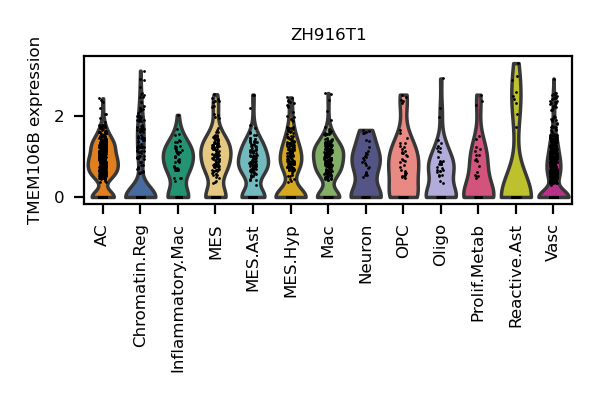 ZH916T1
TMEM106B expression
2
0
AC
Chromatin.Reg
Inflammatory.Mac
MES
MES.Ast
MES.Hyp
Mac
Neuron
OPC
Oligo
Prolif.Metab
Reactive.Ast
Vasc